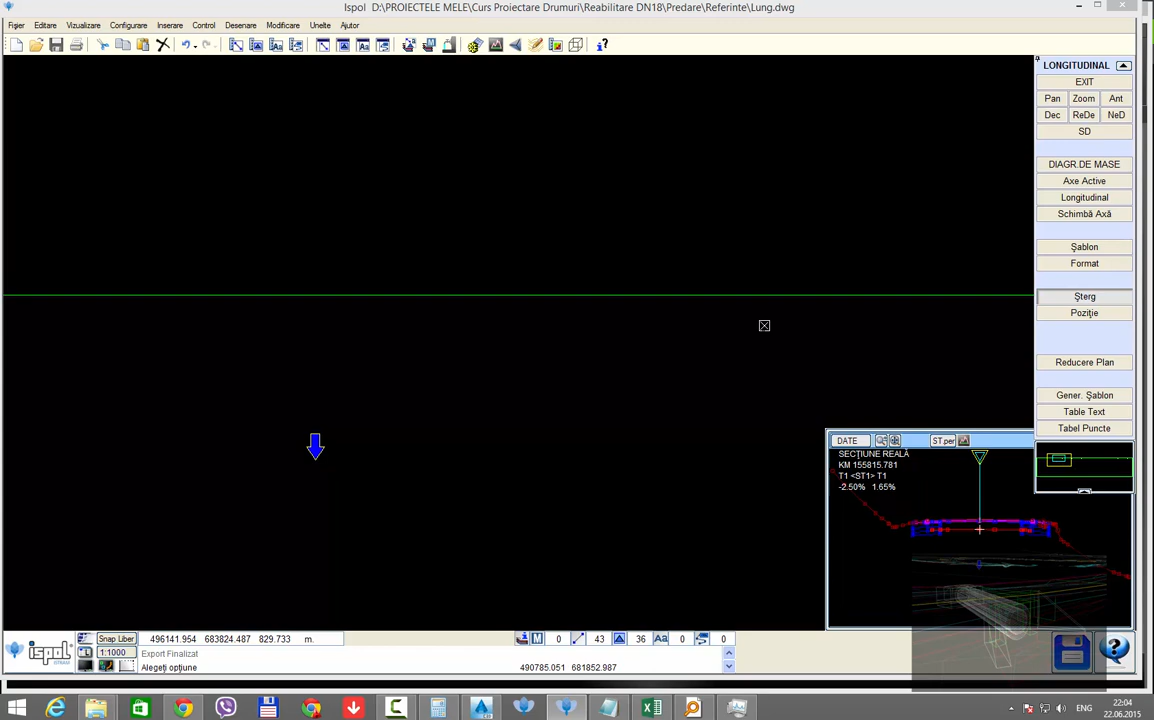 Ispol D:\PROIECTELE MELE\Curs Proiectare Drumuri\Reabilitare DN18\Predare\Referinte\Lung.dwg
Fişier Editare Vizualizare Configurare Inserare Control Desenare Modificare Unelte Ajutor
LONGITUDINAL
EXIT
Pan Zoom Ant
Dec ReDe NeD
SD
DIAGR.DE MASE
Axe Active
Longitudinal
Schimbă Axă
Şablon
Format
Şterg
Poziţie
Reducere Plan
Gener. Şablon
Table Text
Tabel Puncte
DATE ST.per
SECŢIUNE REALĂ
KM 155815.781
T1 <ST1> T1
-2.50% 1.65%
Snap Liber 496141.954 683824.487 829.733 m. M 0 43 36 Aa 0 0
ispol 1:1000 Export Finalizat
Alegeţi opţiune 490785.051 681852.987
ENG 22:04
22.06.2015